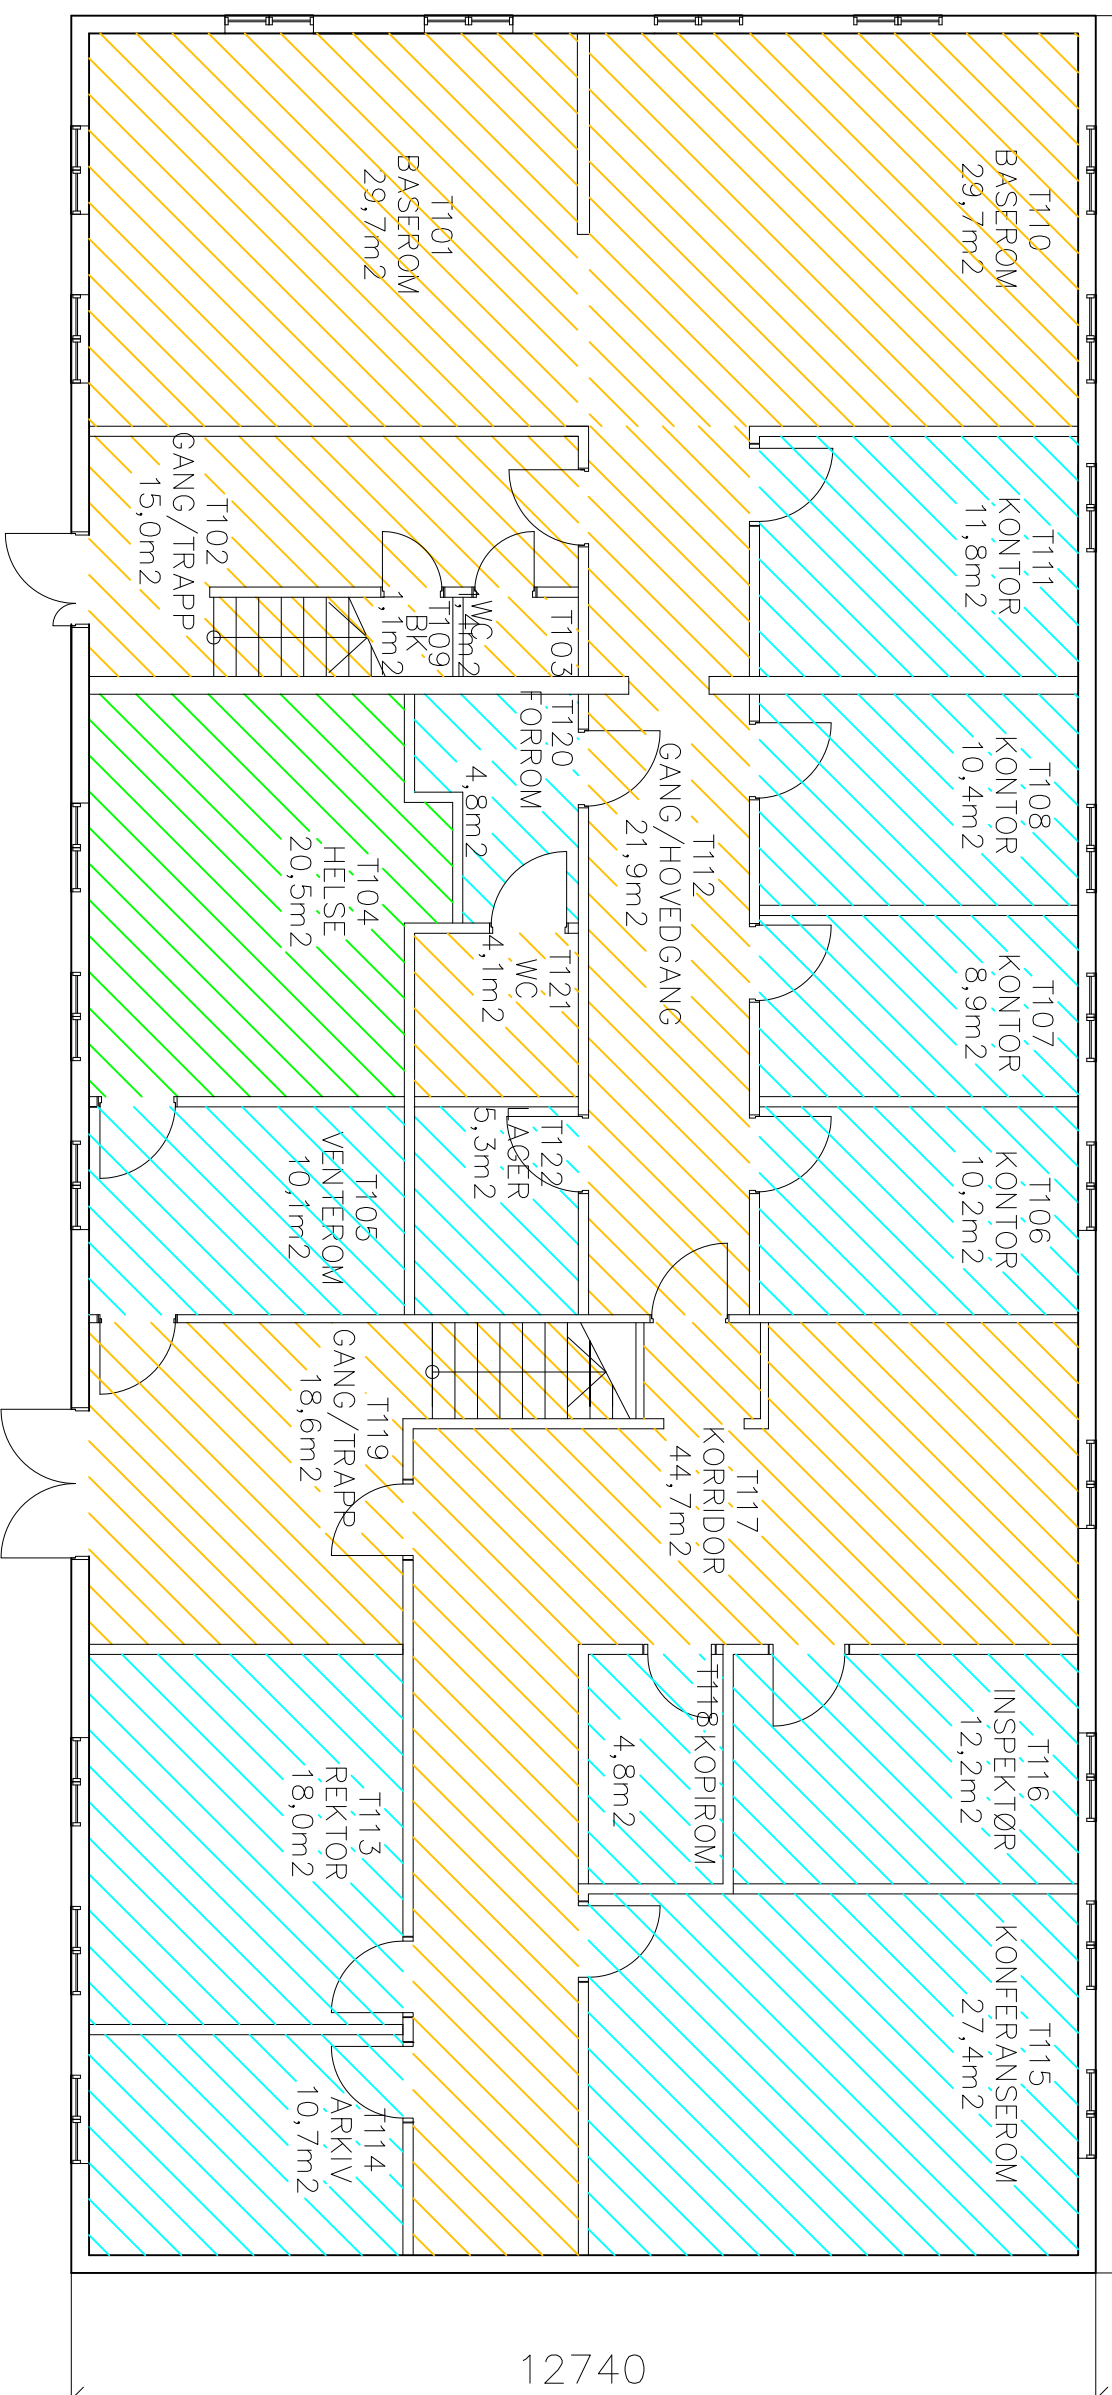 T101
BASEROM
29,7m2
T110
BASEROM
29,7m2
T102
GANG/TRAPP
15,0m2
T109
BK
1,1m2
T103
WC
T111
KONTOR
11,8m2
T120
FORROM
4,8m2
T108
KONTOR
10,4m2
T112
GANG/HOVEDGANG
21,9m2
T104
HELSE
20,5m2
T121
WC
4,1m2
T107
KONTOR
8,9m2
T105
VENTEROM
10,1m2
T122
LAGER
5,3m2
T106
KONTOR
10,2m2
T119
GANG/TRAPP
18,6m2
T117
KORRIDOR
44,7m2
T118 KOPIROM
4,8m2
T116
INSPEKTØR
12,2m2
T113
REKTOR
18,0m2
T115
KONFERANSEROM
27,4m2
T114
ARKIV
10,7m2
12740